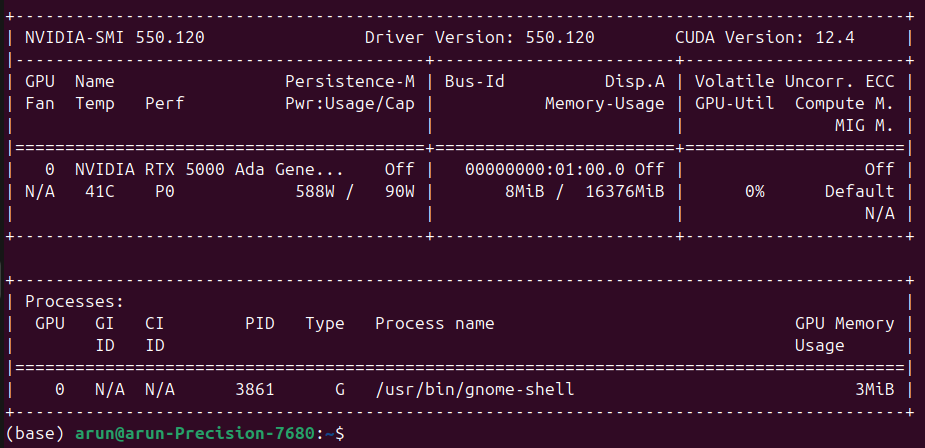 +-----------------------------------------------------------------------------------------+
| NVIDIA-SMI 550.120                Driver Version: 550.120        CUDA Version: 12.4     |
|-----------------------------------------+------------------------+----------------------+
| GPU  Name                 Persistence-M | Bus-Id          Disp.A | Volatile Uncorr. ECC |
| Fan  Temp   Perf          Pwr:Usage/Cap |           Memory-Usage | GPU-Util  Compute M. |
|                                         |                        |               MIG M. |
|=========================================+========================+======================|
|   0  NVIDIA RTX 5000 Ada Gene...    Off |   00000000:01:00.0 Off |                  Off |
| N/A   41C    P0            588W /   90W |       8MiB /  16376MiB |      0%      Default |
|                                         |                        |                  N/A |
+-----------------------------------------+------------------------+----------------------+
+-----------------------------------------------------------------------------------------+
| Processes:                                                                              |
|  GPU   GI   CI        PID   Type   Process name                              GPU Memory |
|        ID   ID                                                               Usage      |
|=========================================================================================|
|    0   N/A  N/A      3861      G   /usr/bin/gnome-shell                            3MiB |
+-----------------------------------------------------------------------------------------+
(base) arun@arun-Precision-7680:~$